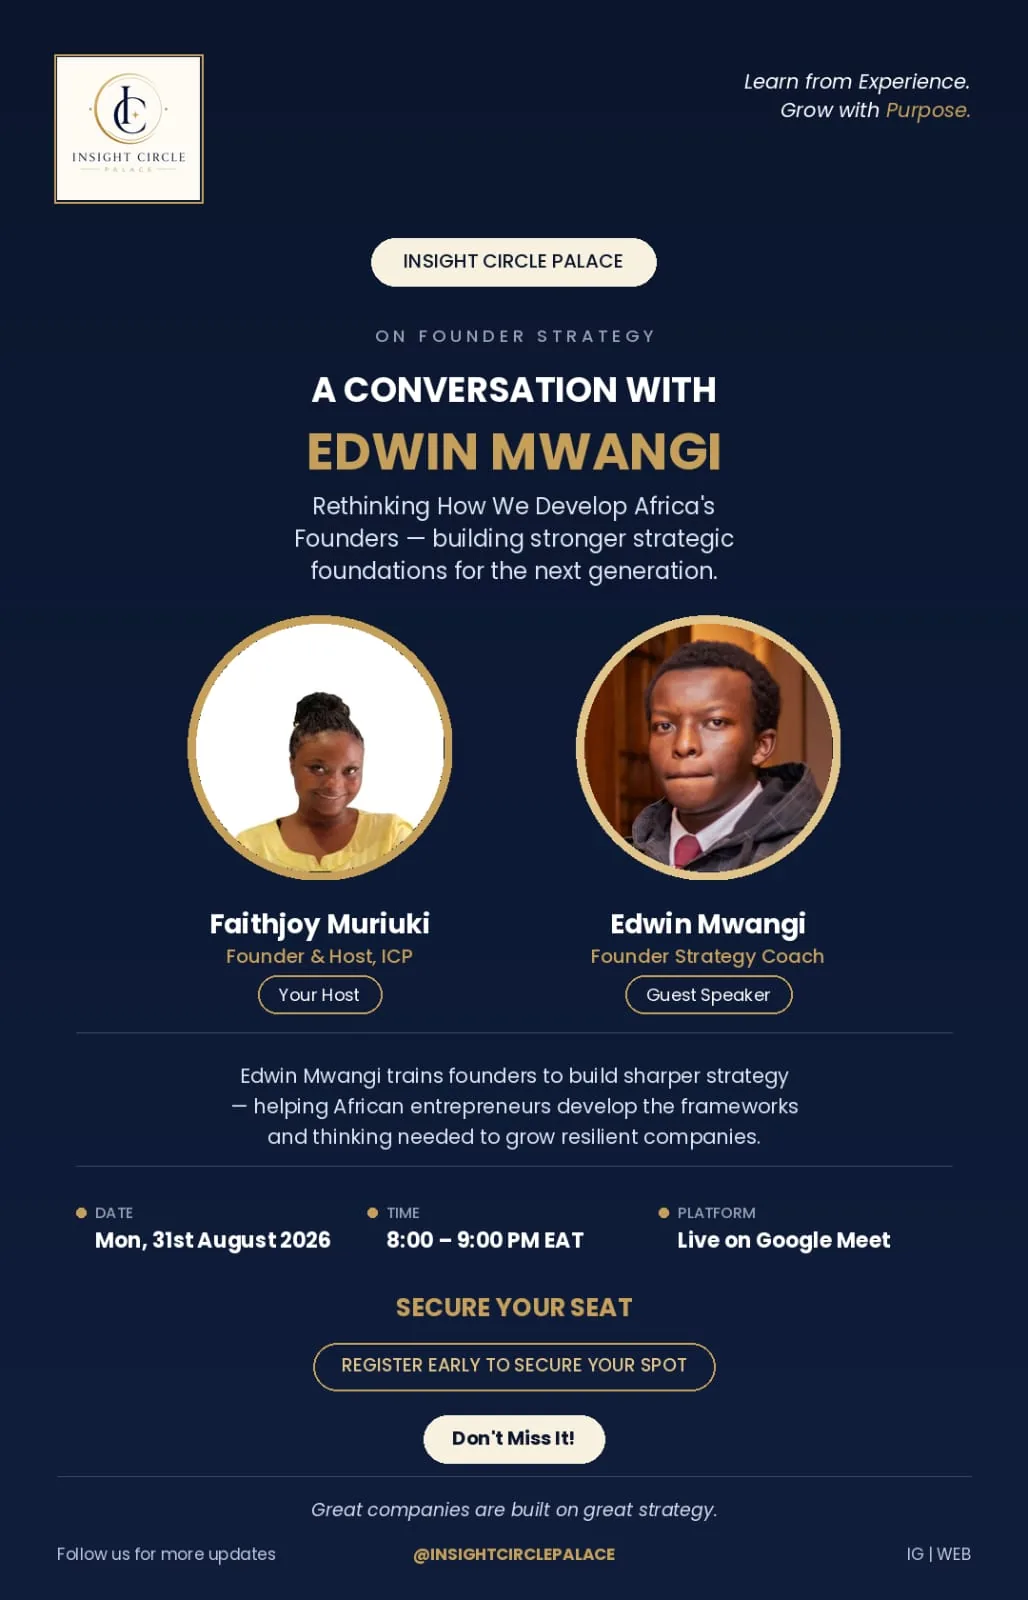 IC
INSIGHT CIRCLE
PALACE
Learn from Experience.
Grow with Purpose.
INSIGHT CIRCLE PALACE
ON FOUNDER STRATEGY
A CONVERSATION WITH
EDWIN MWANGI
Rethinking How We Develop Africa's
Founders — building stronger strategic
foundations for the next generation.
Faithjoy Muriuki
Founder & Host, ICP
Your Host
Edwin Mwangi
Founder Strategy Coach
Guest Speaker
Edwin Mwangi trains founders to build sharper strategy
— helping African entrepreneurs develop the frameworks
and thinking needed to grow resilient companies.
DATE
Mon, 31st August 2026
TIME
8:00 – 9:00 PM EAT
PLATFORM
Live on Google Meet
SECURE YOUR SEAT
REGISTER EARLY TO SECURE YOUR SPOT
Don't Miss It!
Great companies are built on great strategy.
Follow us for more updates
@INSIGHTCIRCLEPALACE
IG | WEB